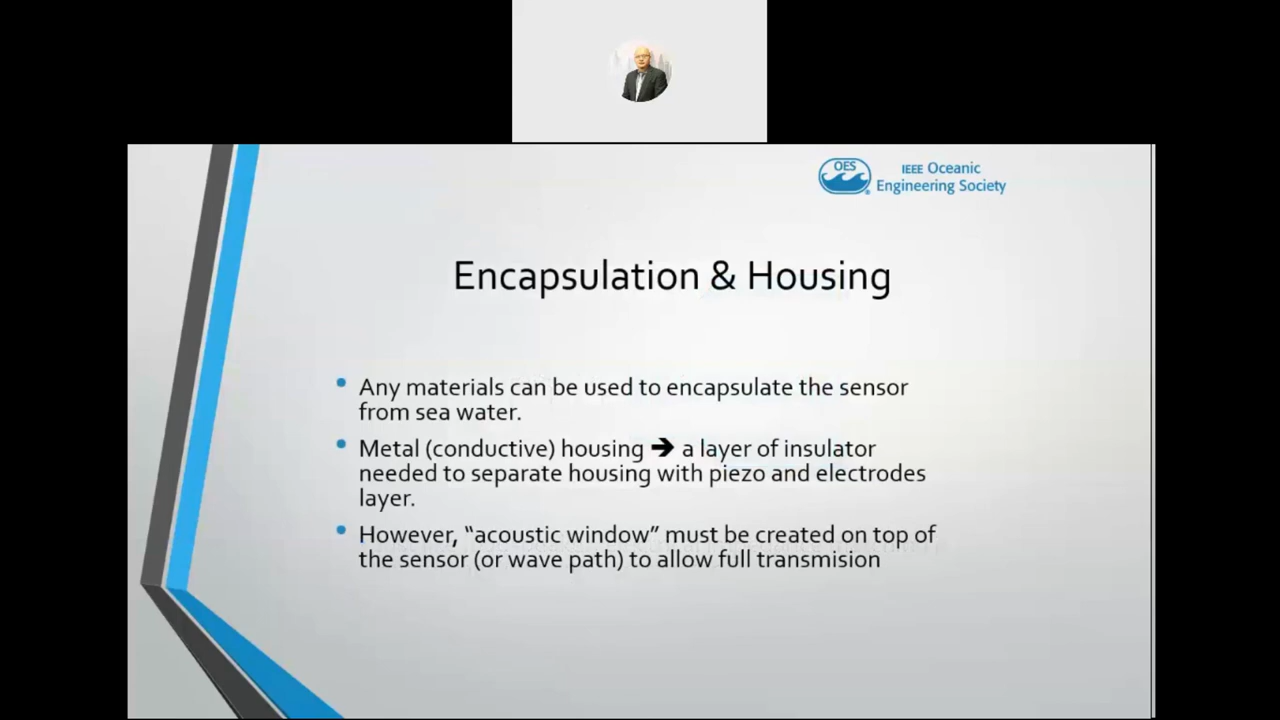 OES
IEEE Oceanic
Engineering Society
Encapsulation & Housing
• Any materials can be used to encapsulate the sensor
from sea water.
• Metal (conductive) housing ➔ a layer of insulator
needed to separate housing with piezo and electrodes
layer.
• However, “acoustic window” must be created on top of
the sensor (or wave path) to allow full transmision